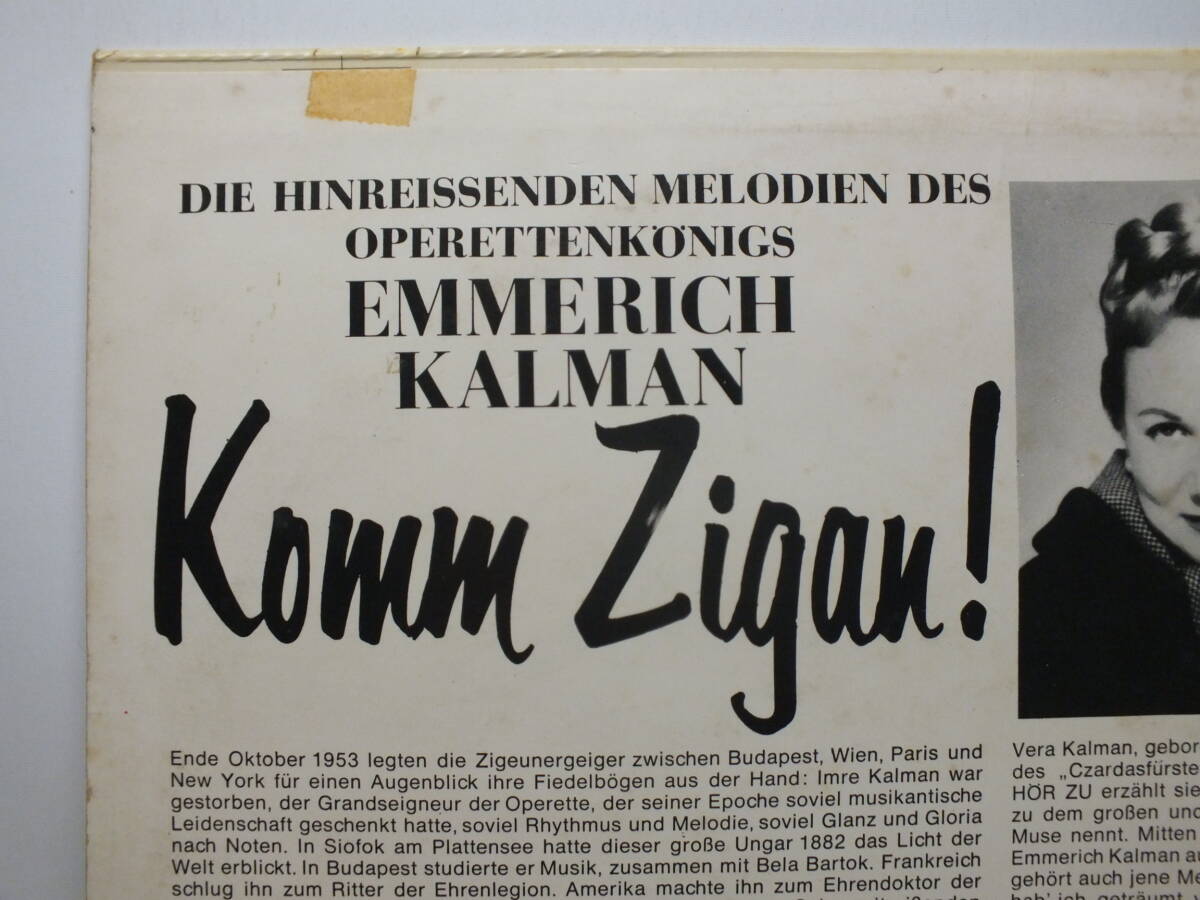 DIE HINREISSENDEN MELODIEN DES
OPERETTENKÖNIGS
EMMERICH
KALMAN
Komm Zigan!
Ende Oktober 1953 legten die Zigeunergeiger zwischen Budapest, Wien, Paris und
New York für einen Augenblick ihre Fiedelbögen aus der Hand: Imre Kalman war
gestorben, der Grandseigneur der Operette, der seiner Epoche soviel musikantische
Leidenschaft geschenkt hatte, soviel Rhythmus und Melodie, soviel Glanz und Gloria
nach Noten. In Siofok am Plattensee hatte dieser große Ungar 1882 das Licht der
Welt erblickt. In Budapest studierte er Musik, zusammen mit Bela Bartok. Frankreich
schlug ihn zum Ritter der Ehrenlegion. Amerika machte ihn zum Ehrendoktor der
Vera Kalman, gebor
des „Czardasfürste
HÖR ZU erzählt sie
zu dem großen und
Muse nennt. Mitten
Emmerich Kalman au
gehört auch jene Me
hab' ich geträumt